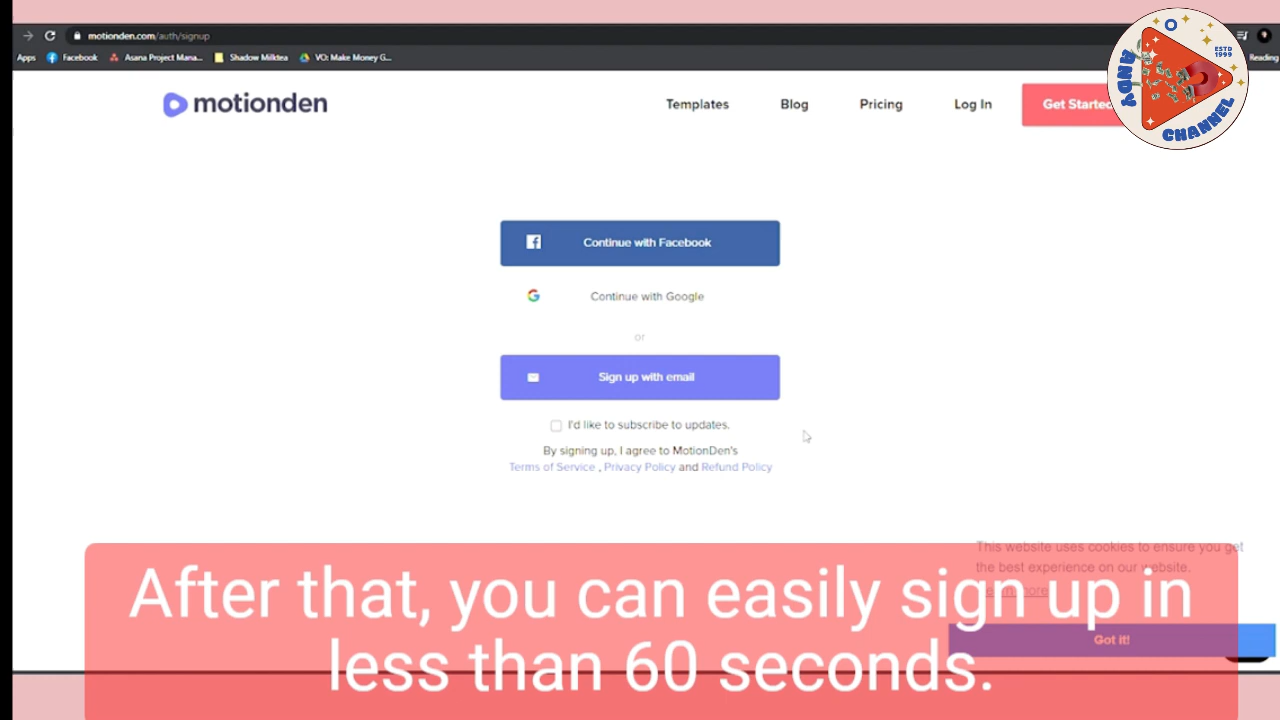 motionden.com/auth/signup
Apps Facebook Asana Project Mana... Shadow Milktea VO: Make Money G... Reading
motionden Templates Blog Pricing Log In Get Started
ANDY
ESTD
1999
CHANNEL
Continue with Facebook
Continue with Google
or
Sign up with email
I'd like to subscribe to updates.
By signing up, I agree to MotionDen's
Terms of Service , Privacy Policy and Refund Policy
This website uses cookies to ensure you get
the best experience on our website.
Learn more
Got it!
After that, you can easily sign up in
less than 60 seconds.